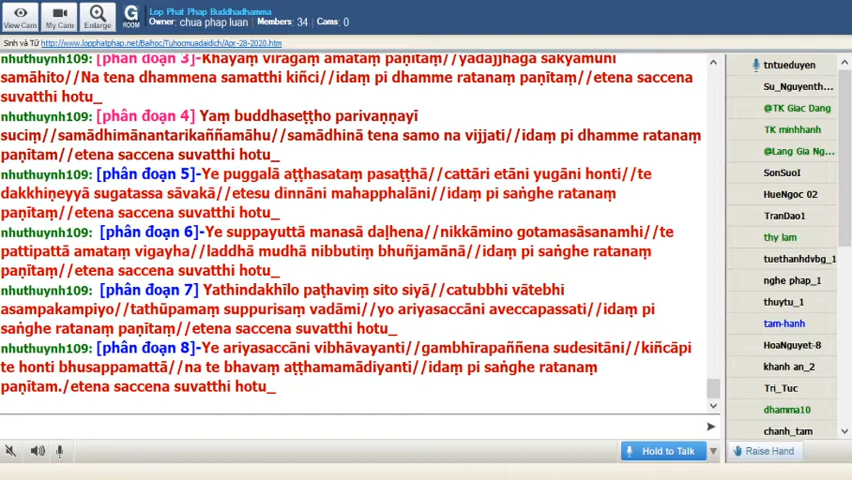 View Cam
My Cam
Enlarge
G
ROOM
Lop Phat Phap Buddhadhamma
Owner: chua phap luan Members: 34 Cams: 0
Sinh và Tử http://www.lopphatphap.net/Baihoc/Tuhocmuadaidich/Apr-28-2020.htm
nhuthuynh109: [phân đoạn 3]-Khayaṃ virāgaṃ amataṃ paṇītaṃ//yadajjhagā sakyamunī
samāhito//Na tena dhammena samatthi kiñci//idaṃ pi dhamme ratanaṃ paṇītaṃ//etena saccena
suvatthi hotu_
nhuthuynh109: [phân đoạn 4] Yaṃ buddhaseṭṭho parivaṇṇayī
suciṃ//samādhimānantarikaññamāhu//samādhinā tena samo na vijjati//idaṃ pi dhamme ratanaṃ
paṇītaṃ//etena saccena suvatthi hotu_
nhuthuynh109: [phân đoạn 5]-Ye puggalā aṭṭhasataṃ pasaṭṭhā//cattāri etāni yugāni honti//te
dakkhiṇeyyā sugatassa sāvakā//etesu dinnāni mahapphalāni//idaṃ pi saṅghe ratanaṃ
paṇītaṃ//etena saccena suvatthi hotu_
nhuthuynh109: [phân đoạn 6]-Ye suppayuttā manasā daḷhena//nikkāmino gotamasāsanamhi//te
pattipattā amataṃ vigayha//laddhā mudhā nibbutiṃ bhuñjamānā//idaṃ pi saṅghe ratanaṃ
paṇītaṃ//etena saccena suvatthi hotu_
nhuthuynh109: [phân đoạn 7] Yathindakhīlo paṭhaviṃ sito siyā//catubbhi vātebhi
asampakampiyo//tathūpamaṃ suppurisaṃ vadāmi//yo ariyasaccāni aveccapassati//idaṃ pi
saṅghe ratanaṃ paṇītaṃ//etena saccena suvatthi hotu_
nhuthuynh109: [phân đoạn 8]-Ye ariyasaccāni vibhāvayanti//gambhīrapaññena sudesitāni//kiñcāpi
te honti bhusappamattā//na te bhavaṃ aṭṭhamamādiyanti//idaṃ pi saṅghe ratanaṃ
paṇītaṃ./etena saccena suvatthi hotu_
tntueduyen
Su_Nguyenth...
@TK Giac Dang
TK minhhanh
@Lang Gia Ng...
SonSuoI
HueNgoc 02
TranDao1
thy lam
tuethanhdvbg_1
nghe phap_1
thuytu_1
tam-hanh
HoaNguyet-8
khanh an_2
Tri_Tuc
dhamma10
chanh_tam
Hold to Talk
Raise Hand